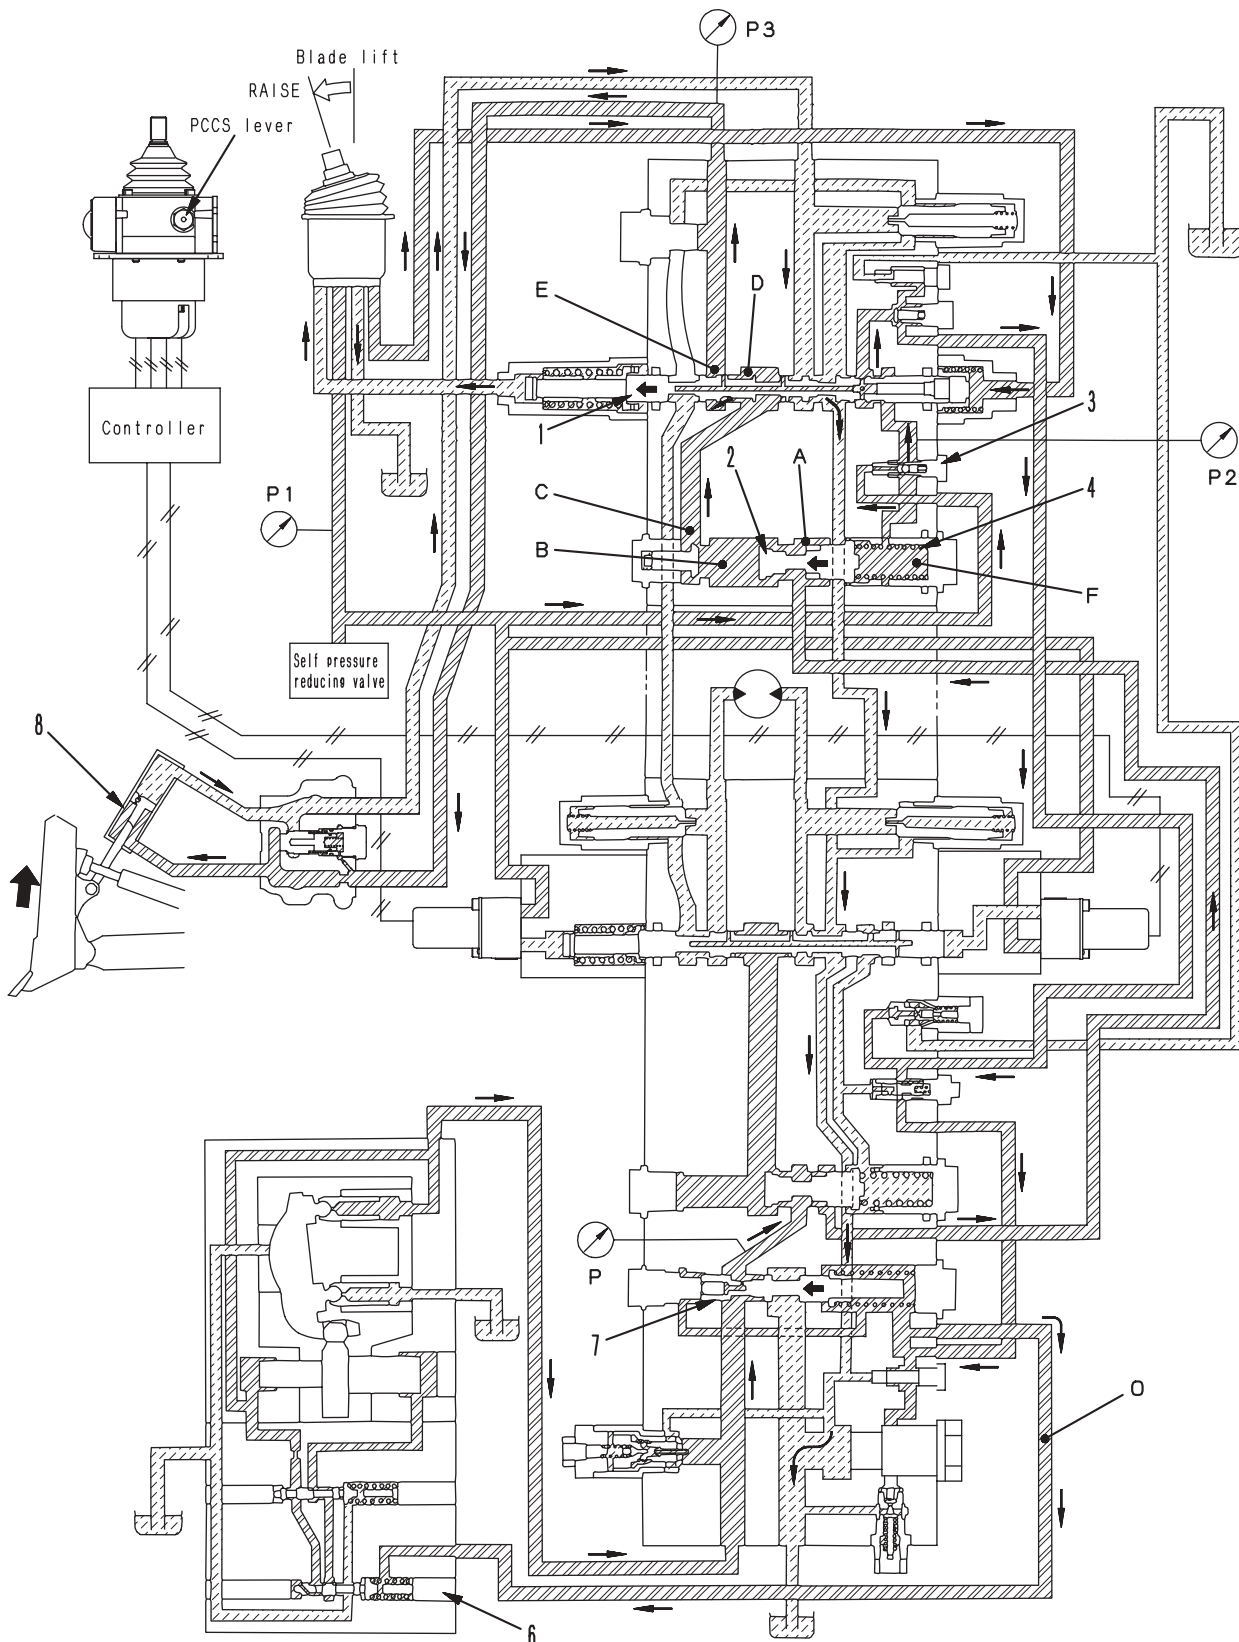 P3
Blade lift
RAISE
PCCS lever
E
D
1
3
Controller
P1
P2
2
A
C
4
B
F
Self pressure
reducing valve
8
P
7
O
6